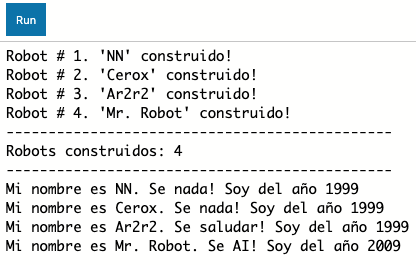 Run
Robot # 1. 'NN' construido!
Robot # 2. 'Cerox' construido!
Robot # 3. 'Ar2r2' construido!
Robot # 4. 'Mr. Robot' construido!
----------------------------------------------
Robots construidos: 4
----------------------------------------------
Mi nombre es NN. Se nada! Soy del año 1999
Mi nombre es Cerox. Se nada! Soy del año 1999
Mi nombre es Ar2r2. Se saludar! Soy del año 1999
Mi nombre es Mr. Robot. Se AI! Soy del año 2009